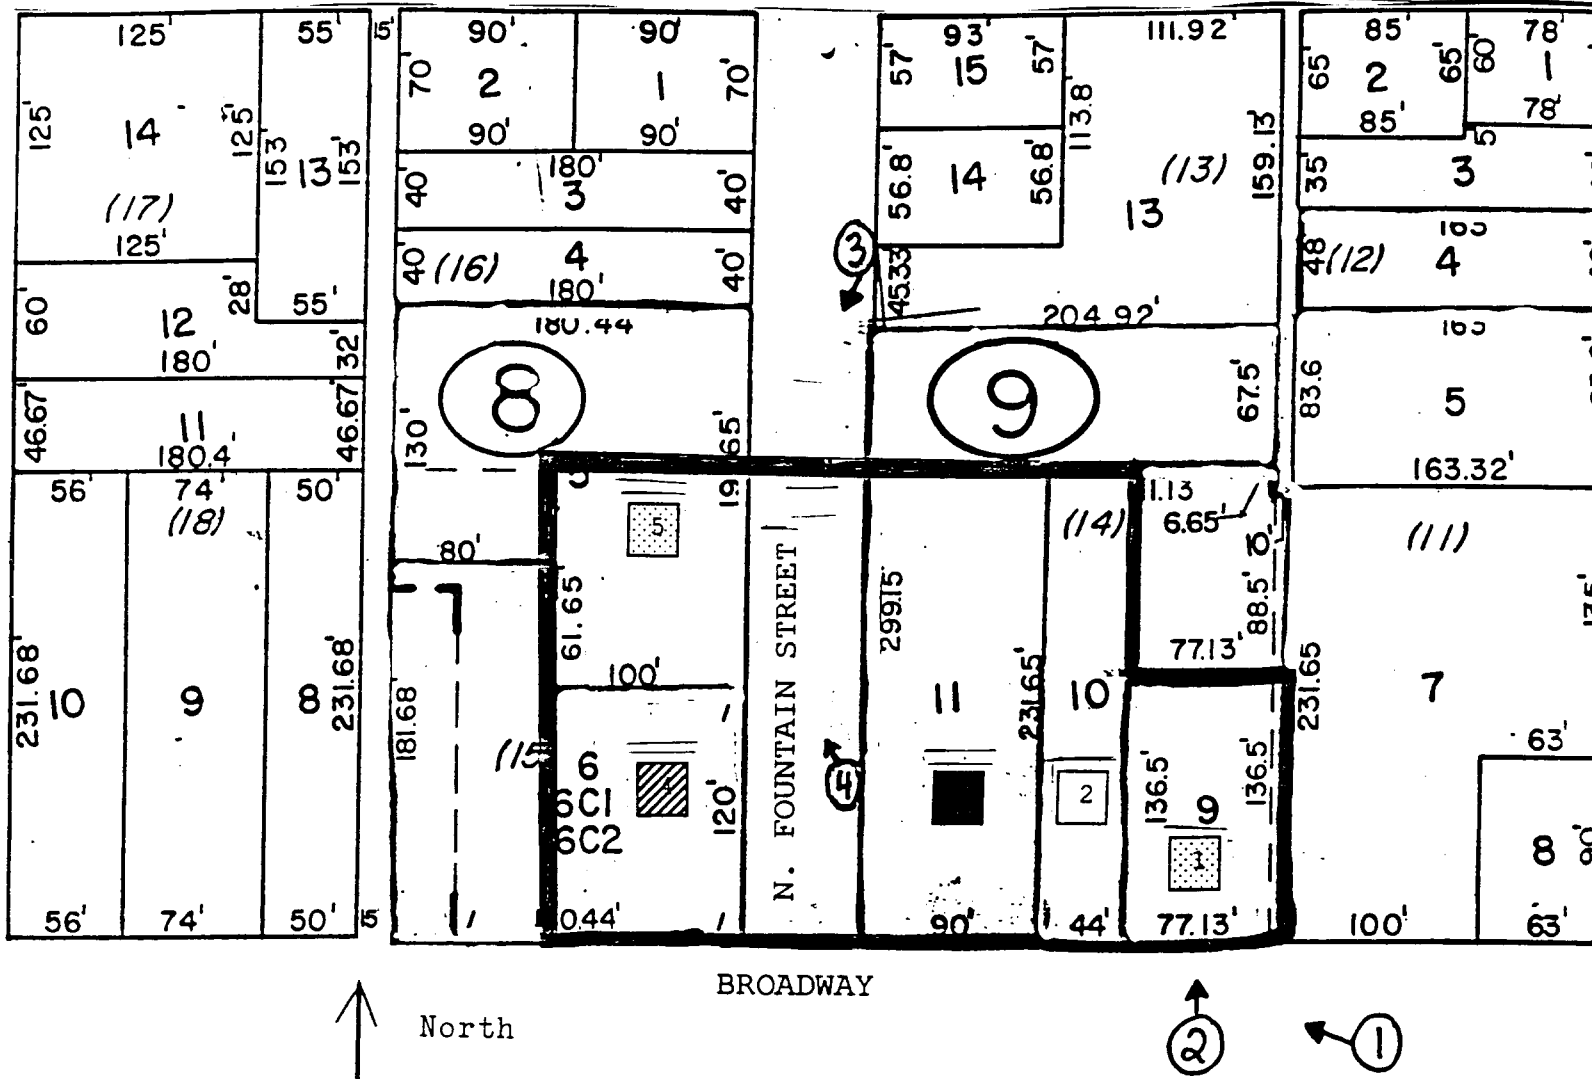 125' 55' 15' 90' 90' 93' 111.92' 85' 78'
70' 2 1 70' 57' 15 57' 65' 2 65' 60' 1
125' 14 125' 153' 13 153' 90' 90' 113.8' 159.13' 85' 78'
5'
40' 180' 3 40' 56.8' 14 56.8' (13) 35' 3
(17) 13
125' 40' (16) 4 40' 3 45.33' 48 (12) 4 165'
180'
60' 12 28' 55' 180.44' 204.92' 165'
180' 32'
46.67' 11 46.67' 8 9 67.5' 83.6 5
180.4' 130' 163.32'
56' 74' 50' 1.13
(18) 5 (14) 6.65' (11)
80' 10'
61.65 N. FOUNTAIN STREET 299.15' 88.5'
100' 77.13'
231.68' 10 9 8 231.68' 181.68' 11 231.65' 10 231.65 7
(15 6 63'
6C1 120' 4 2 136.5' 136.5'
6C2 9 8 90'
1
56' 74' 50' 15 0.44' 90' 44' 77.13' 100' 63'
BROADWAY
North
2 1